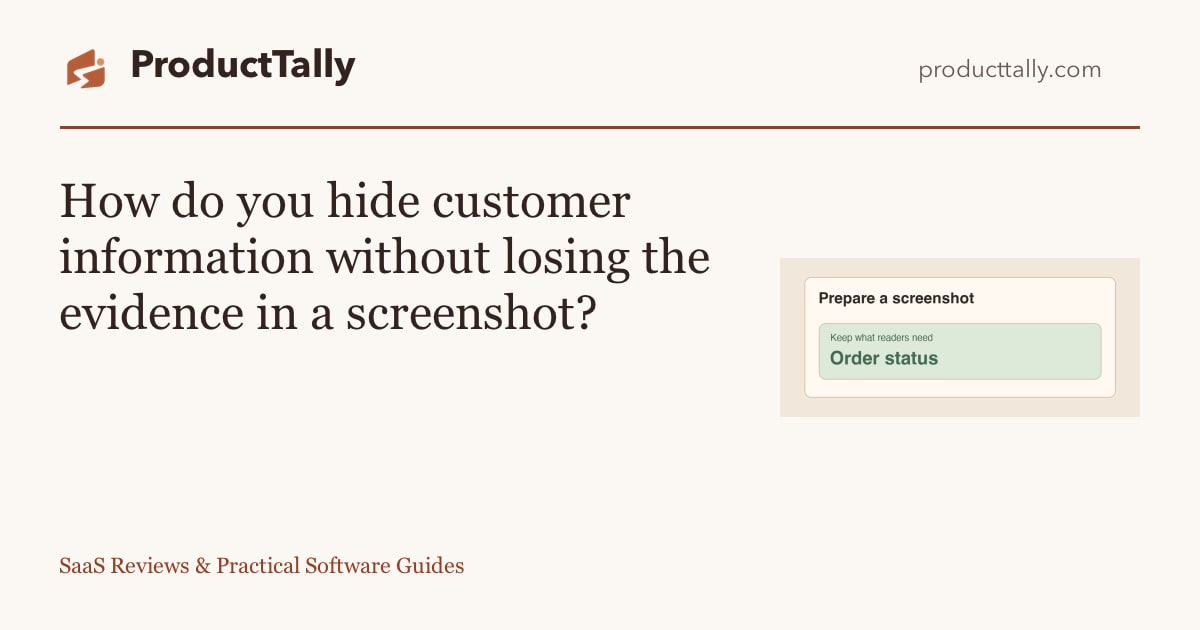 ProductTally
producttally.com
How do you hide customer
information without losing the
evidence in a screenshot?
Prepare a screenshot
Keep what readers need
Order status
SaaS Reviews & Practical Software Guides